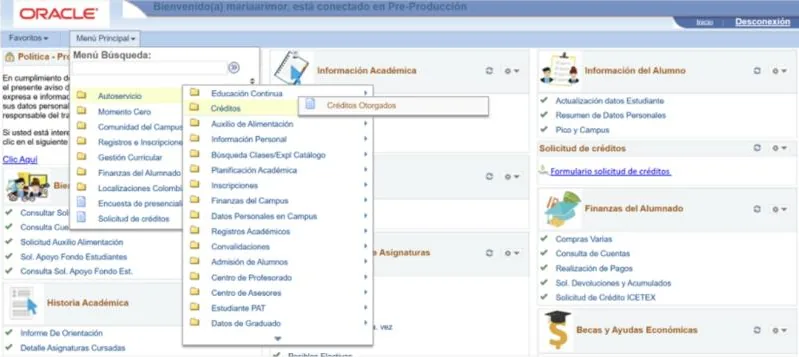 ORACLE
Bienvenido(a) mariaarimor, está conectado en Pre-Producción
Inicio
Desconexión
Favoritos
Menú Principal
Política - Pro
En cumplimiento d
el presente aviso d
expresa e informac
sus datos personal
responsable del tra
Si usted está intere
clic en el siguiente
Clic Aquí
Bie
Consultar Sol
Consulta Cue
Solicitud Auxilio Alimentación
Sol. Apoyo Fondo Estudiantes
Consulta Sol. Apoyo Fondo Est.
Historia Académica
Informe De Orientación
Detalle Asignaturas Cursadas
Menú Búsqueda:
Autoservicio
Momento Cero
Comunidad del Campus
Registros e Inscripcione
Gestión Curricular
Finanzas del Alumnado
Localizaciones Colombi
Encuesta de presencial
Solicitud de créditos
Educación Continua
Créditos
Auxilio de Alimentación
Información Personal
Búsqueda Clases/Expl Catálogo
Planificación Académica
Inscripciones
Finanzas del Campus
Datos Personales en Campus
Registros Académicos
Convalidaciones
Admisión de Alumnos
Centro de Profesorado
Centro de Asesores
Estudiante PAT
Datos de Graduado
Créditos Otorgados
Información Académica
e Asignaturas
a. vez
Posibles Electivas
Información del Alumno
Actualización datos Estudiante
Resumen de Datos Personales
Pico y Campus
Solicitud de créditos
Formulario solicitud de créditos
Finanzas del Alumnado
Compras Varias
Consulta de Cuentas
Realización de Pagos
Sol. Devoluciones y Acumulados
Solicitud de Crédito ICETEX
Becas y Ayudas Económicas